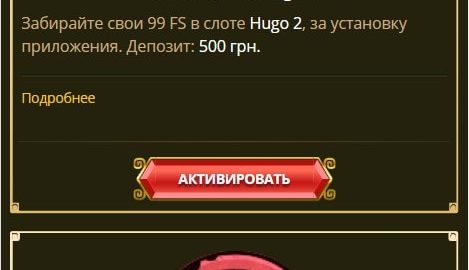 Забирайте свои 99 FS в слоте Hugo 2, за установку
приложения. Депозит: 500 грн.
Подробнее
АКТИВИРОВАТЬ